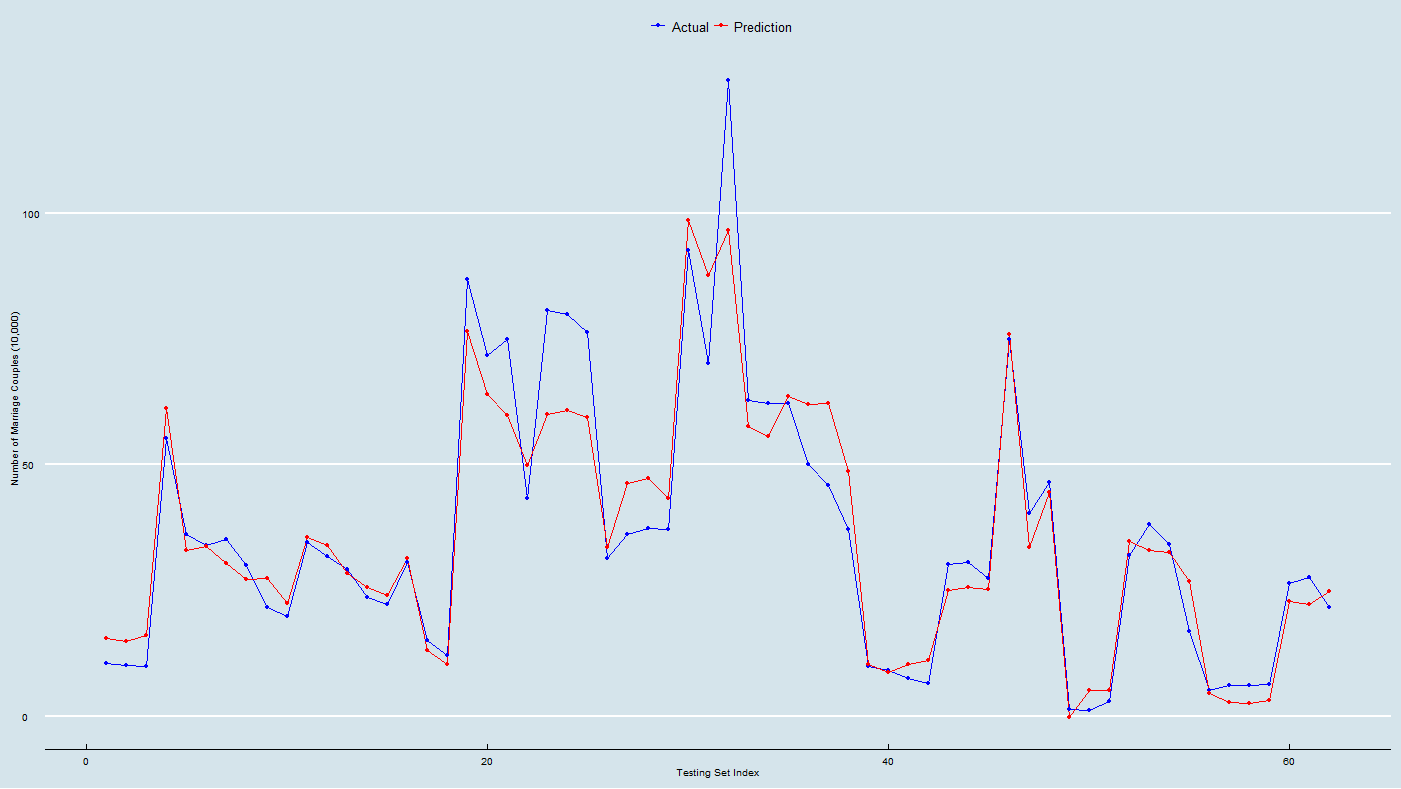 Actual Prediction
100
50
0
Number of Marriage Couples (10,000)
0 20 40 60
Testing Set Index